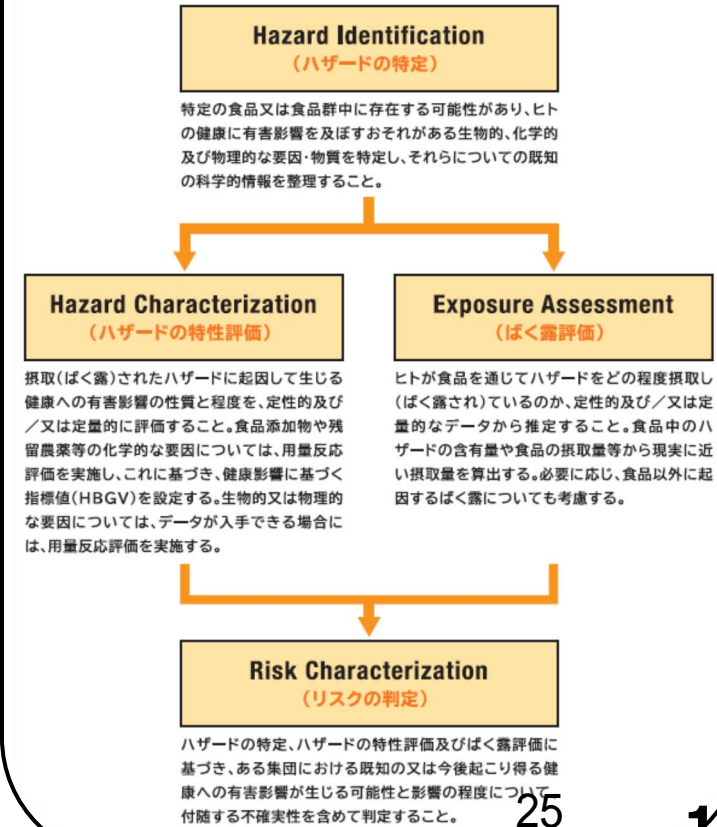 Hazard Identification
（ハザードの特定）
特定の食品又は食品群中に存在する可能性があり、ヒト
の健康に有害影響を及ぼすおそれがある生物的、化学的
及び物理的な要因・物質を特定し、それらについての既知
の科学的情報を整理すること。
Hazard Characterization
（ハザードの特性評価）
摂取（ばく露）されたハザードに起因して生じる
健康への有害影響の性質と程度を、定性的及び
／又は定量的に評価すること。食品添加物や残
留農薬等の化学的な要因については、用量反応
評価を実施し、これに基づき、健康影響に基づく
指標値（HBGV）を設定する。生物的又は物理的
な要因については、データが入手できる場合に
は、用量反応評価を実施する。
Exposure Assessment
（ばく露評価）
ヒトが食品を通じてハザードをどの程度摂取し
（ばく露され）ているのか、定性的及び／又は定
量的なデータから推定すること。食品中のハ
ザードの含有量や食品の摂取量等から現実に近
い摂取量を算出する。必要に応じ、食品以外に起
因するばく露についても考慮する。
Risk Characterization
（リスクの判定）
ハザードの特定、ハザードの特性評価及びばく露評価に
基づき、ある集団における既知の又は今後起こり得る健
康への有害影響が生じる可能性と影響の程度について、
付随する不確実性を含めて判定すること。
25